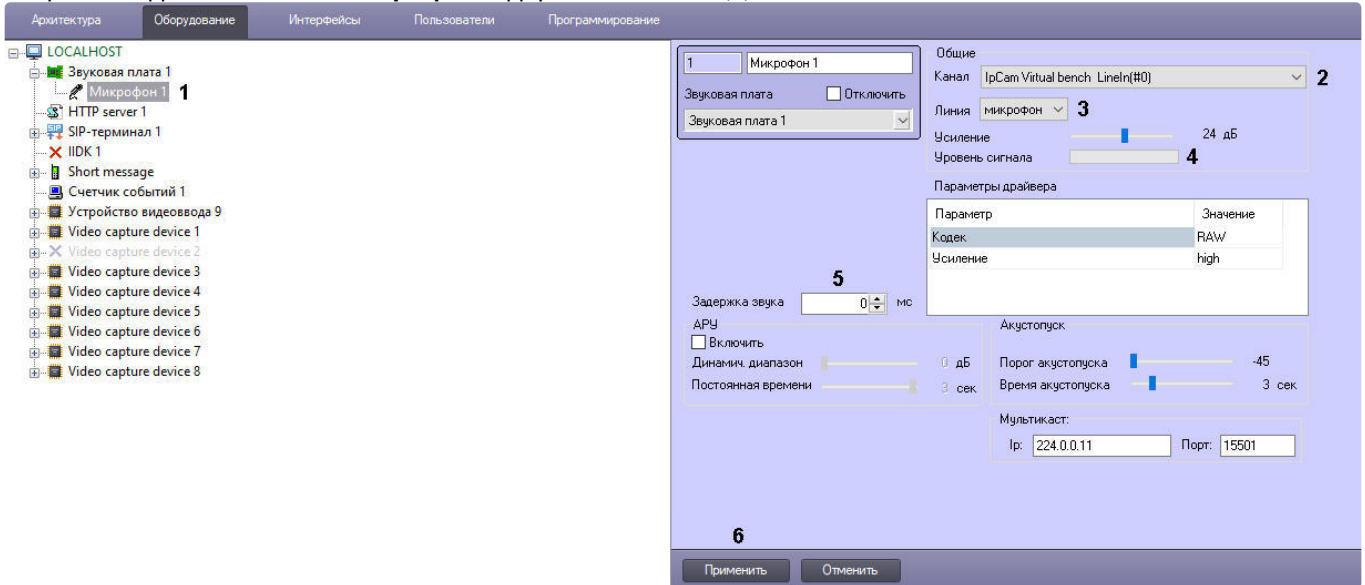 Архитектура Оборудование Интерфейсы Пользователи Программирование
LOCALHOST
Звуковая плата 1
Микрофон 1 1
HTTP server 1
SIP-терминал 1
IIDK 1
Short message
Счетчик событий 1
Устройство видеоввода 9
Video capture device 1
Video capture device 2
Video capture device 3
Video capture device 4
Video capture device 5
Video capture device 6
Video capture device 7
Video capture device 8
1 Микрофон 1
Звуковая плата Отключить
Звуковая плата 1
Общие
Канал IpCam Virtual bench LineIn(#0) 2
Линия микрофон 3
Усиление 24 дБ
Уровень сигнала 4
Параметры драйвера
Параметр Значение
Кодек RAW
Усиление high
5
Задержка звука 0 мс
АРУ
Включить
Динамич. диапазон 0 дБ
Постоянная времени 3 сек
Акустопуск
Порог акустопуска -45
Время акустопуска 3 сек
Мультикаст:
Ip: 224.0.0.11 Порт: 15501
6
Применить Отменить